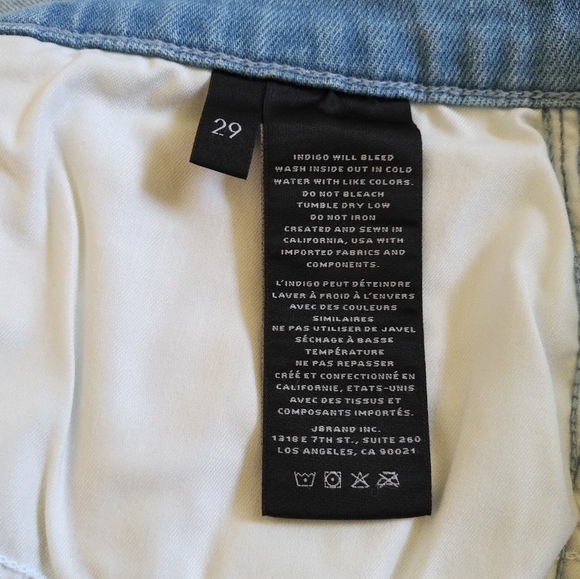 29
INDIGO WILL BLEED
WASH INSIDE OUT IN COLD
WATER WITH LIKE COLORS.
DO NOT BLEACH
TUMBLE DRY LOW
DO NOT IRON
CREATED AND SEWN IN
CALIFORNIA, USA WITH
IMPORTED FABRICS AND
COMPONENTS.
L'INDIGO PEUT DÉTEINDRE
LAVER À FROID À L'ENVERS
AVEC DES COULEURS
SIMILAIRES
NE PAS UTILISER DE JAVEL
SÉCHAGE À BASSE
TEMPÉRATURE
NE PAS REPASSER
CRÉÉ ET CONFECTIONNÉ EN
CALIFORNIE, ETATS-UNIS
AVEC DES TISSUS ET
COMPOSANTS IMPORTÉS.
JBRAND INC.
1318 E 7TH ST., SUITE 260
LOS ANGELES, CA 90021